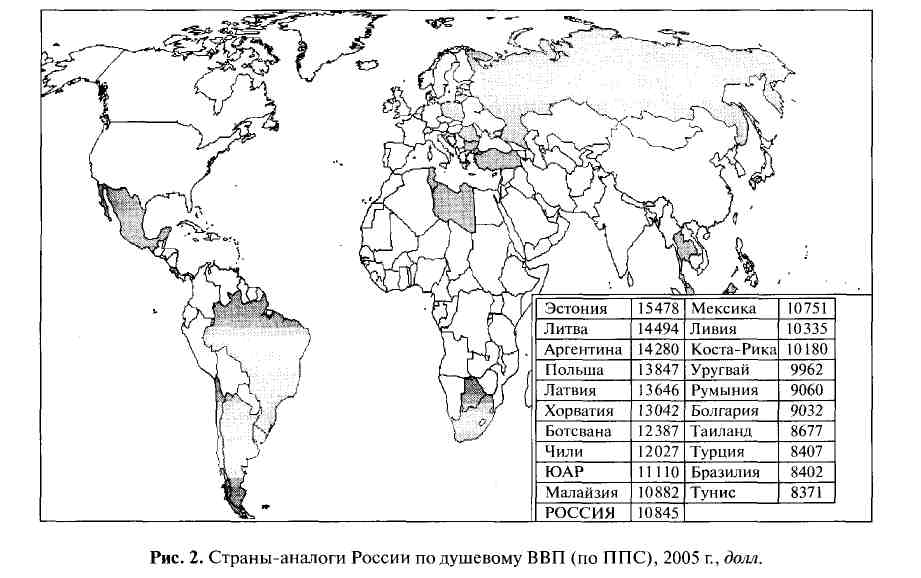 Эстония 15478 Мексика 10751
Литва 14494 Ливия 10335
Аргентина 14280 Коста-Рика 10180
Польша 13847 Уругвай 9962
Латвия 13646 Румыния 9060
Хорватия 13042 Болгария 9032
Ботсвана 12387 Таиланд 8677
Чили 12027 Турция 8407
ЮАР 11110 Бразилия 8402
Малайзия 10882 Тунис 8371
РОССИЯ 10845
Рис. 2. Страны-аналоги России по душевому ВВП (по ППС), 2005 г., долл.